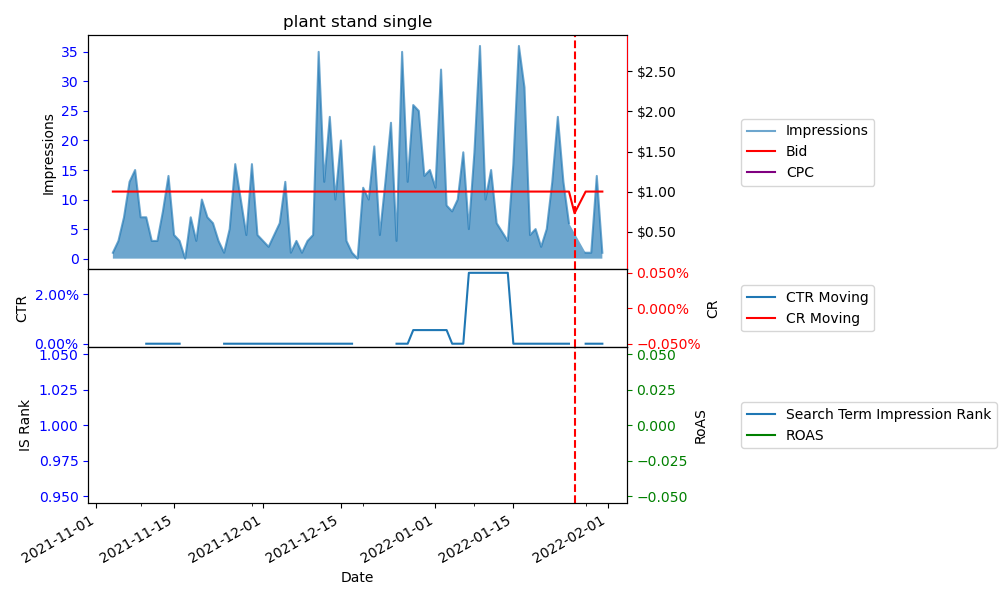 plant stand single
Impressions
35
30
25
20
15
10
5
0
$2.50
$2.00
$1.50
$1.00
$0.50
Impressions
Bid
CPC
CTR
2.00%
0.00%
0.050%
0.000%
−0.050%
CR
CTR Moving
CR Moving
IS Rank
1.050
1.025
1.000
0.975
0.950
0.050
0.025
0.000
−0.025
−0.050
RoAS
Search Term Impression Rank
ROAS
2021-11-01
2021-11-15
2021-12-01
2021-12-15
2022-01-01
2022-01-15
2022-02-01
Date